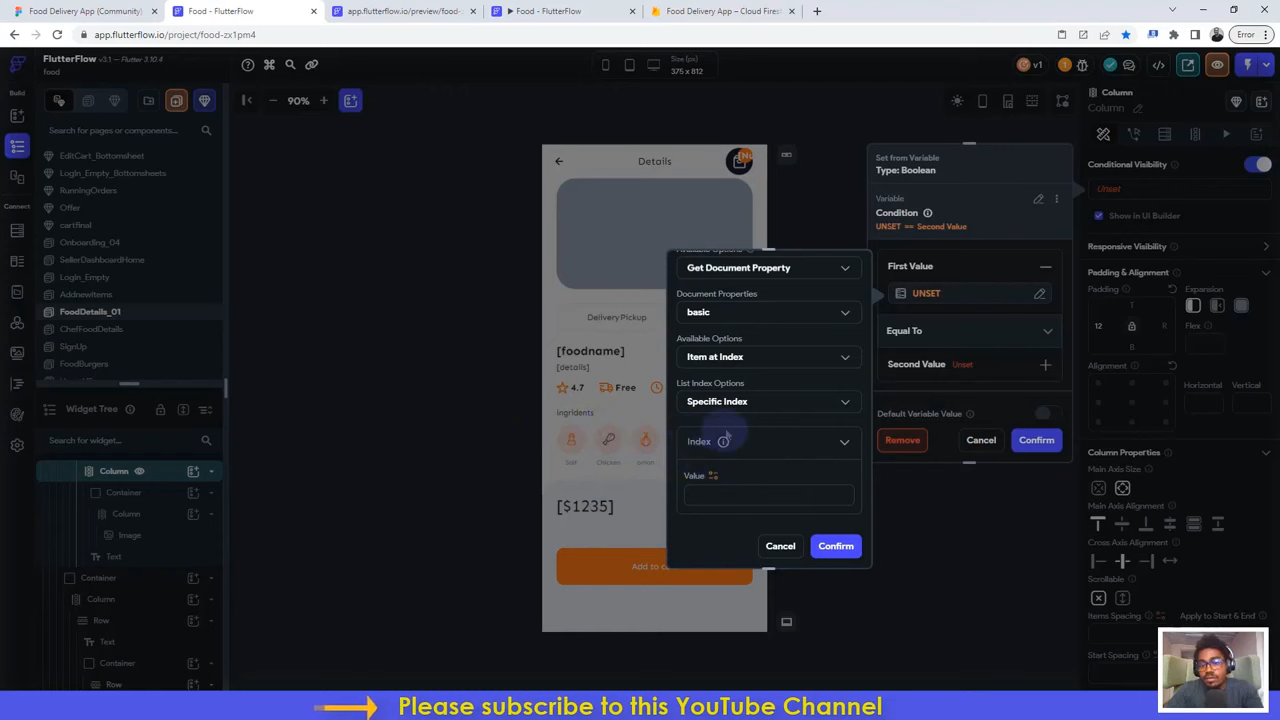 Food Delivery App (Community)
Food - FlutterFlow
app.flutterflow.io/preview/food-
Food - FlutterFlow
Food Delivery App – Cloud Fires
app.flutterflow.io/project/food-zx1pm4
Error
FlutterFlow
v3.1 - Flutter 3.10.4
food
Size (px)
375 x 812
v1
1
Build
Connect
90%
Search for pages or components...
EditCart_Bottomsheet
LogIn_Empty_Bottomsheets
RunningOrders
Offer
cartfinal
Onboarding_04
SellerDashboardHome
LogIn_Empty
AddnewItems
FoodDetails_01
ChefFoodDetails
SignUp
FoodBurgers
Widget Tree
Search for widget...
Column
Container
Column
Image
Text
Container
Column
Row
Text
Container
Row
Details
Delivery Pickup
[foodname]
[details]
4.7
Free
Ingridents
Salt
Chicken
onion
[$1235]
Add to c
Available Options
Get Document Property
Document Properties
basic
Available Options
Item at Index
List Index Options
Specific Index
Index
Value
Cancel
Confirm
Set from Variable
Type: Boolean
Variable
Condition
UNSET == Second Value
First Value
UNSET
Equal To
Second Value
Unset
Default Variable Value
Remove
Cancel
Confirm
Column
Column
Conditional Visibility
Unset
Show in UI Builder
Responsive Visibility
Padding & Alignment
Padding
Expansion
T
12
R
B
Flex
Alignment
Horizontal
Vertical
Column Properties
Main Axis Size
Main Axis Alignment
Cross Axis Alignment
Scrollable
Items Spacing
Apply to Start & End
Start Spacing
Please subscribe to this YouTube Channel